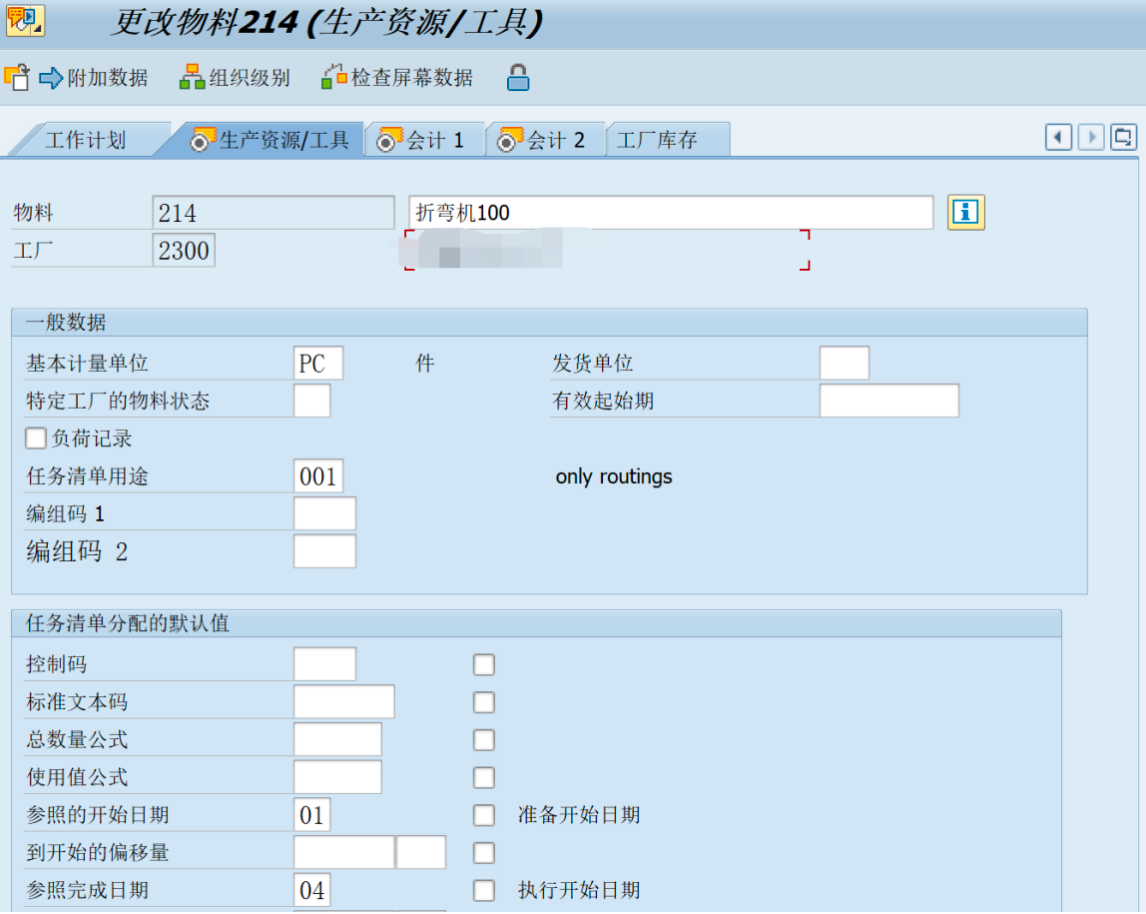 更改物料214 (生产资源/工具)
附加数据 组织级别 检查屏幕数据
工作计划 生产资源/工具 会计 1 会计 2 工厂库存
物料 214 折弯机100
工厂 2300
一般数据
基本计量单位 PC 件 发货单位
特定工厂的物料状态 有效起始期
负荷记录
任务清单用途 001 only routings
编组码 1
编组码 2
任务清单分配的默认值
控制码
标准文本码
总数量公式
使用值公式
参照的开始日期 01 准备开始日期
到开始的偏移量
参照完成日期 04 执行开始日期